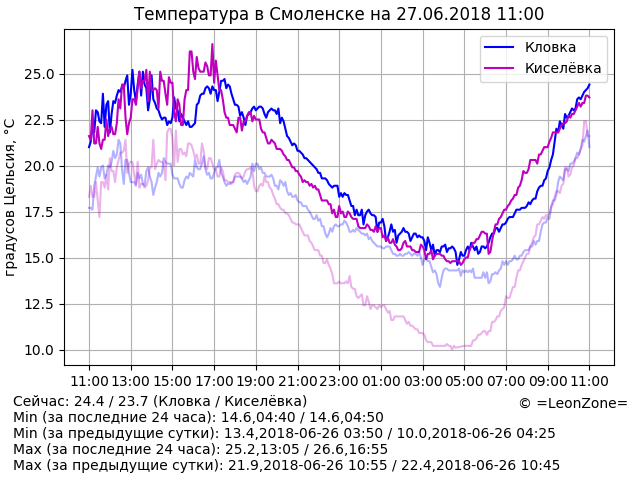 Температура в Смоленске на 27.06.2018 11:00
Кловка
Киселёвка
градусов Цельсия, °C
25.0
22.5
20.0
17.5
15.0
12.5
10.0
11:00 13:00 15:00 17:00 19:00 21:00 23:00 01:00 03:00 05:00 07:00 09:00 11:00
Сейчас: 24.4 / 23.7 (Кловка / Киселёвка)
© =LeonZone=
Min (за последние 24 часа): 14.6,04:40 / 14.6,04:50
Min (за предыдущие сутки): 13.4,2018-06-26 03:50 / 10.0,2018-06-26 04:25
Max (за последние 24 часа): 25.2,13:05 / 26.6,16:55
Max (за предыдущие сутки): 21.9,2018-06-26 10:55 / 22.4,2018-06-26 10:45